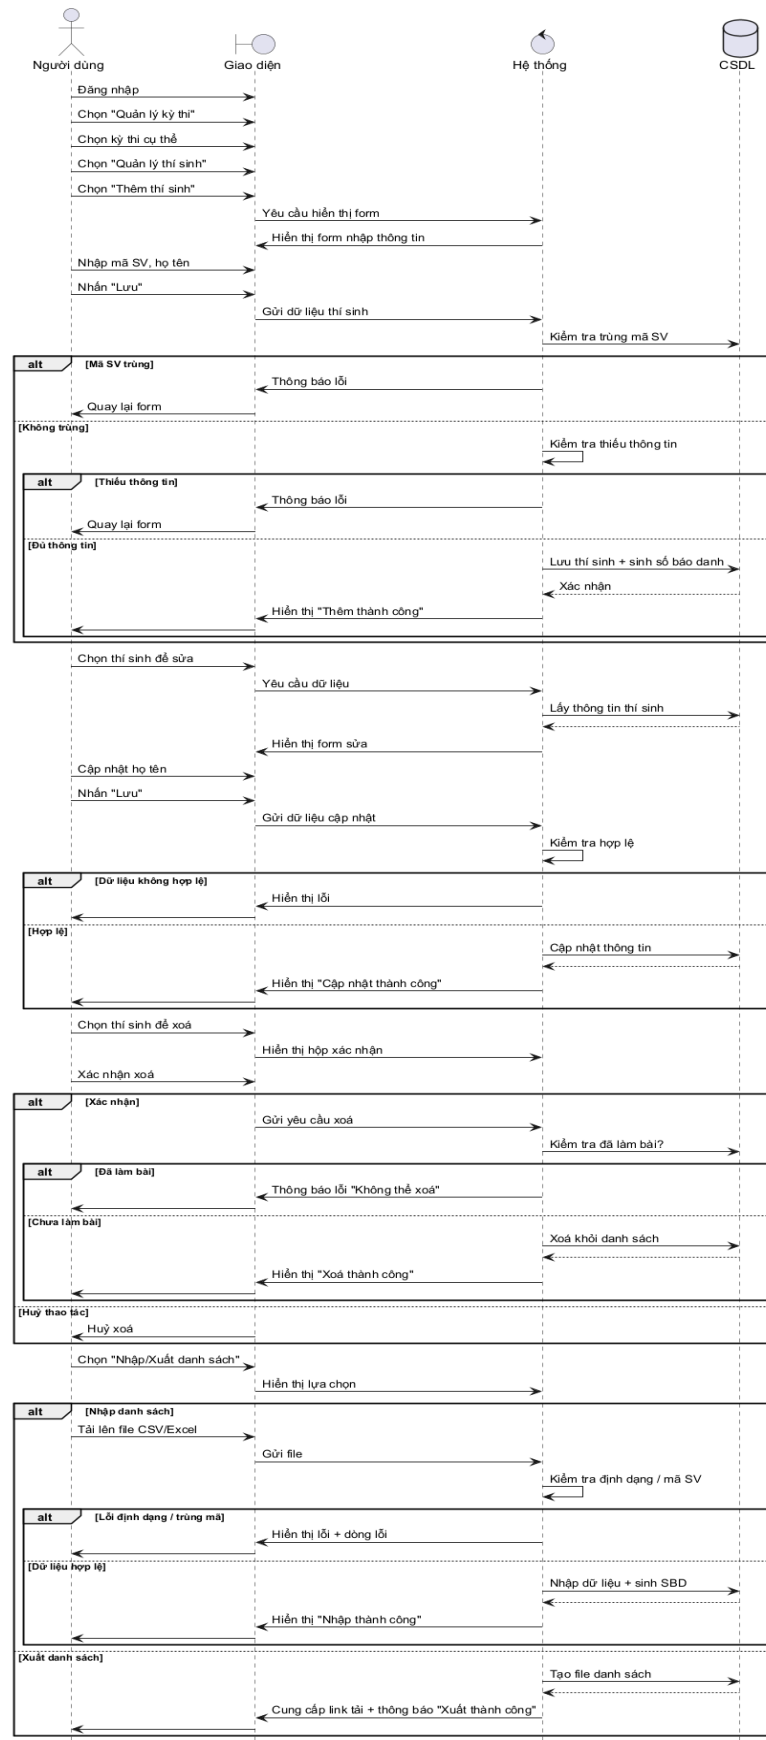 Người dùng
Giao diện
Hệ thống
CSDL
Đăng nhập
Chọn "Quản lý kỳ thi"
Chọn kỳ thi cụ thể
Chọn "Quản lý thí sinh"
Chọn "Thêm thí sinh"
Yêu cầu hiển thị form
Hiển thị form nhập thông tin
Nhập mã SV, họ tên
Nhấn "Lưu"
Gửi dữ liệu thí sinh
Kiểm tra trùng mã SV
alt [Mã SV trùng]
Thông báo lỗi
Quay lại form
[Không trùng]
Kiểm tra thiếu thông tin
alt [Thiếu thông tin]
Thông báo lỗi
Quay lại form
[Đủ thông tin]
Lưu thí sinh + sinh số báo danh
Xác nhận
Hiển thị "Thêm thành công"
Chọn thí sinh để sửa
Yêu cầu dữ liệu
Lấy thông tin thí sinh
Hiển thị form sửa
Cập nhật họ tên
Nhấn "Lưu"
Gửi dữ liệu cập nhật
Kiểm tra hợp lệ
alt [Dữ liệu không hợp lệ]
Hiển thị lỗi
[Hợp lệ]
Cập nhật thông tin
Hiển thị "Cập nhật thành công"
Chọn thí sinh để xoá
Hiển thị hộp xác nhận
Xác nhận xoá
alt [Xác nhận]
Gửi yêu cầu xoá
Kiểm tra đã làm bài?
alt [Đã làm bài]
Thông báo lỗi "Không thể xoá"
[Chưa làm bài]
Xoá khỏi danh sách
Hiển thị "Xoá thành công"
[Huỷ thao tác]
Huỷ xoá
Chọn "Nhập/Xuất danh sách"
Hiển thị lựa chọn
alt [Nhập danh sách]
Tải lên file CSV/Excel
Gửi file
Kiểm tra định dạng / mã SV
alt [Lỗi định dạng / trùng mã]
Hiển thị lỗi + dòng lỗi
[Dữ liệu hợp lệ]
Nhập dữ liệu + sinh SBD
Hiển thị "Nhập thành công"
[Xuất danh sách]
Tạo file danh sách
Cung cấp link tải + thông báo "Xuất thành công"